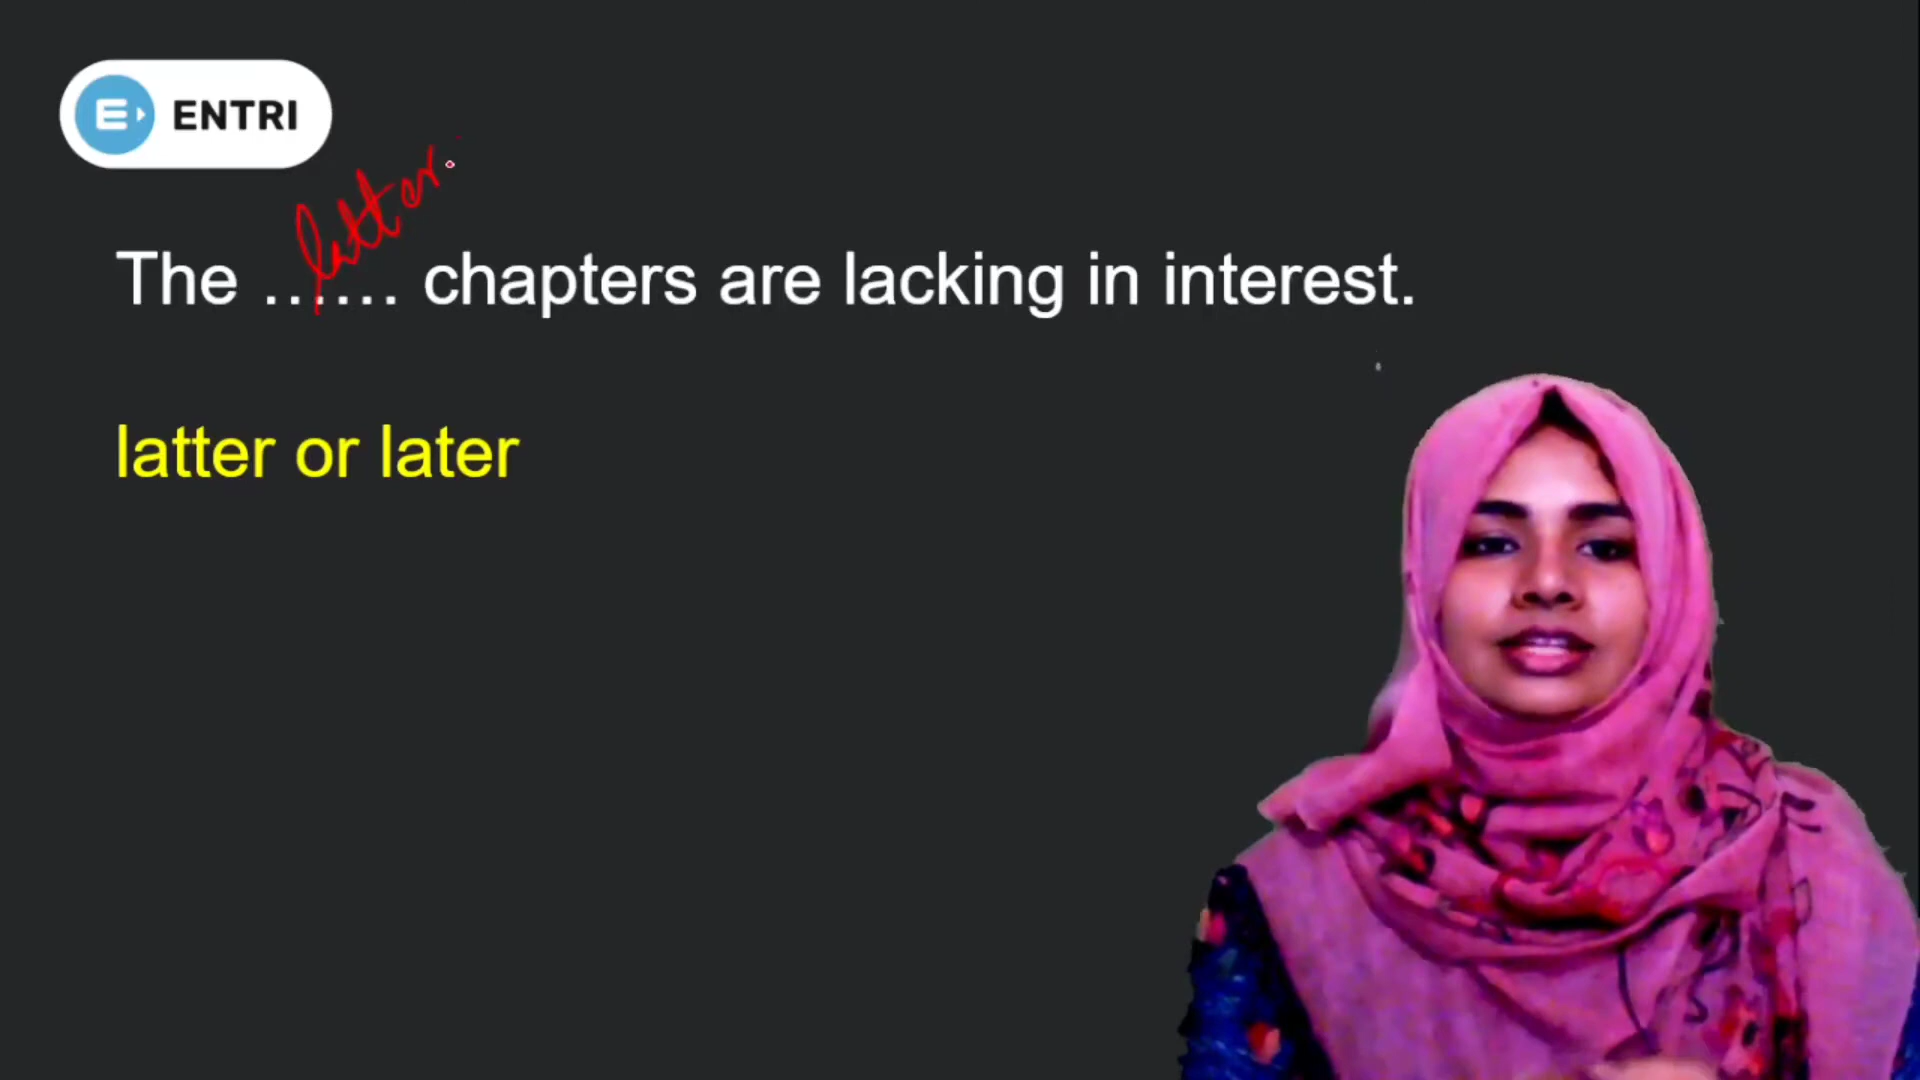 ENTRI
latter.
The ...... chapters are lacking in interest.
latter or later